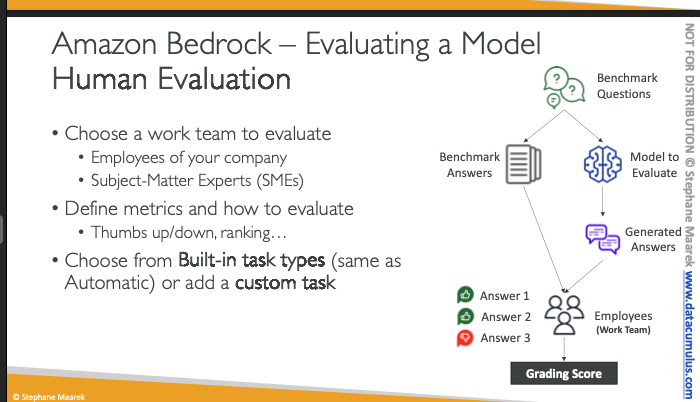 Amazon Bedrock – Evaluating a Model
Human Evaluation
• Choose a work team to evaluate
• Employees of your company
• Subject-Matter Experts (SMEs)
• Define metrics and how to evaluate
• Thumbs up/down, ranking…
• Choose from Built-in task types (same as
Automatic) or add a custom task
Benchmark
Questions
Benchmark
Answers
Model to
Evaluate
Generated
Answers
Answer 1
Answer 2
Answer 3
Employees
(Work Team)
Grading Score
NOT FOR DISTRIBUTION © Stephane Maarek www.datacumulus.com
© Stephane Maarek